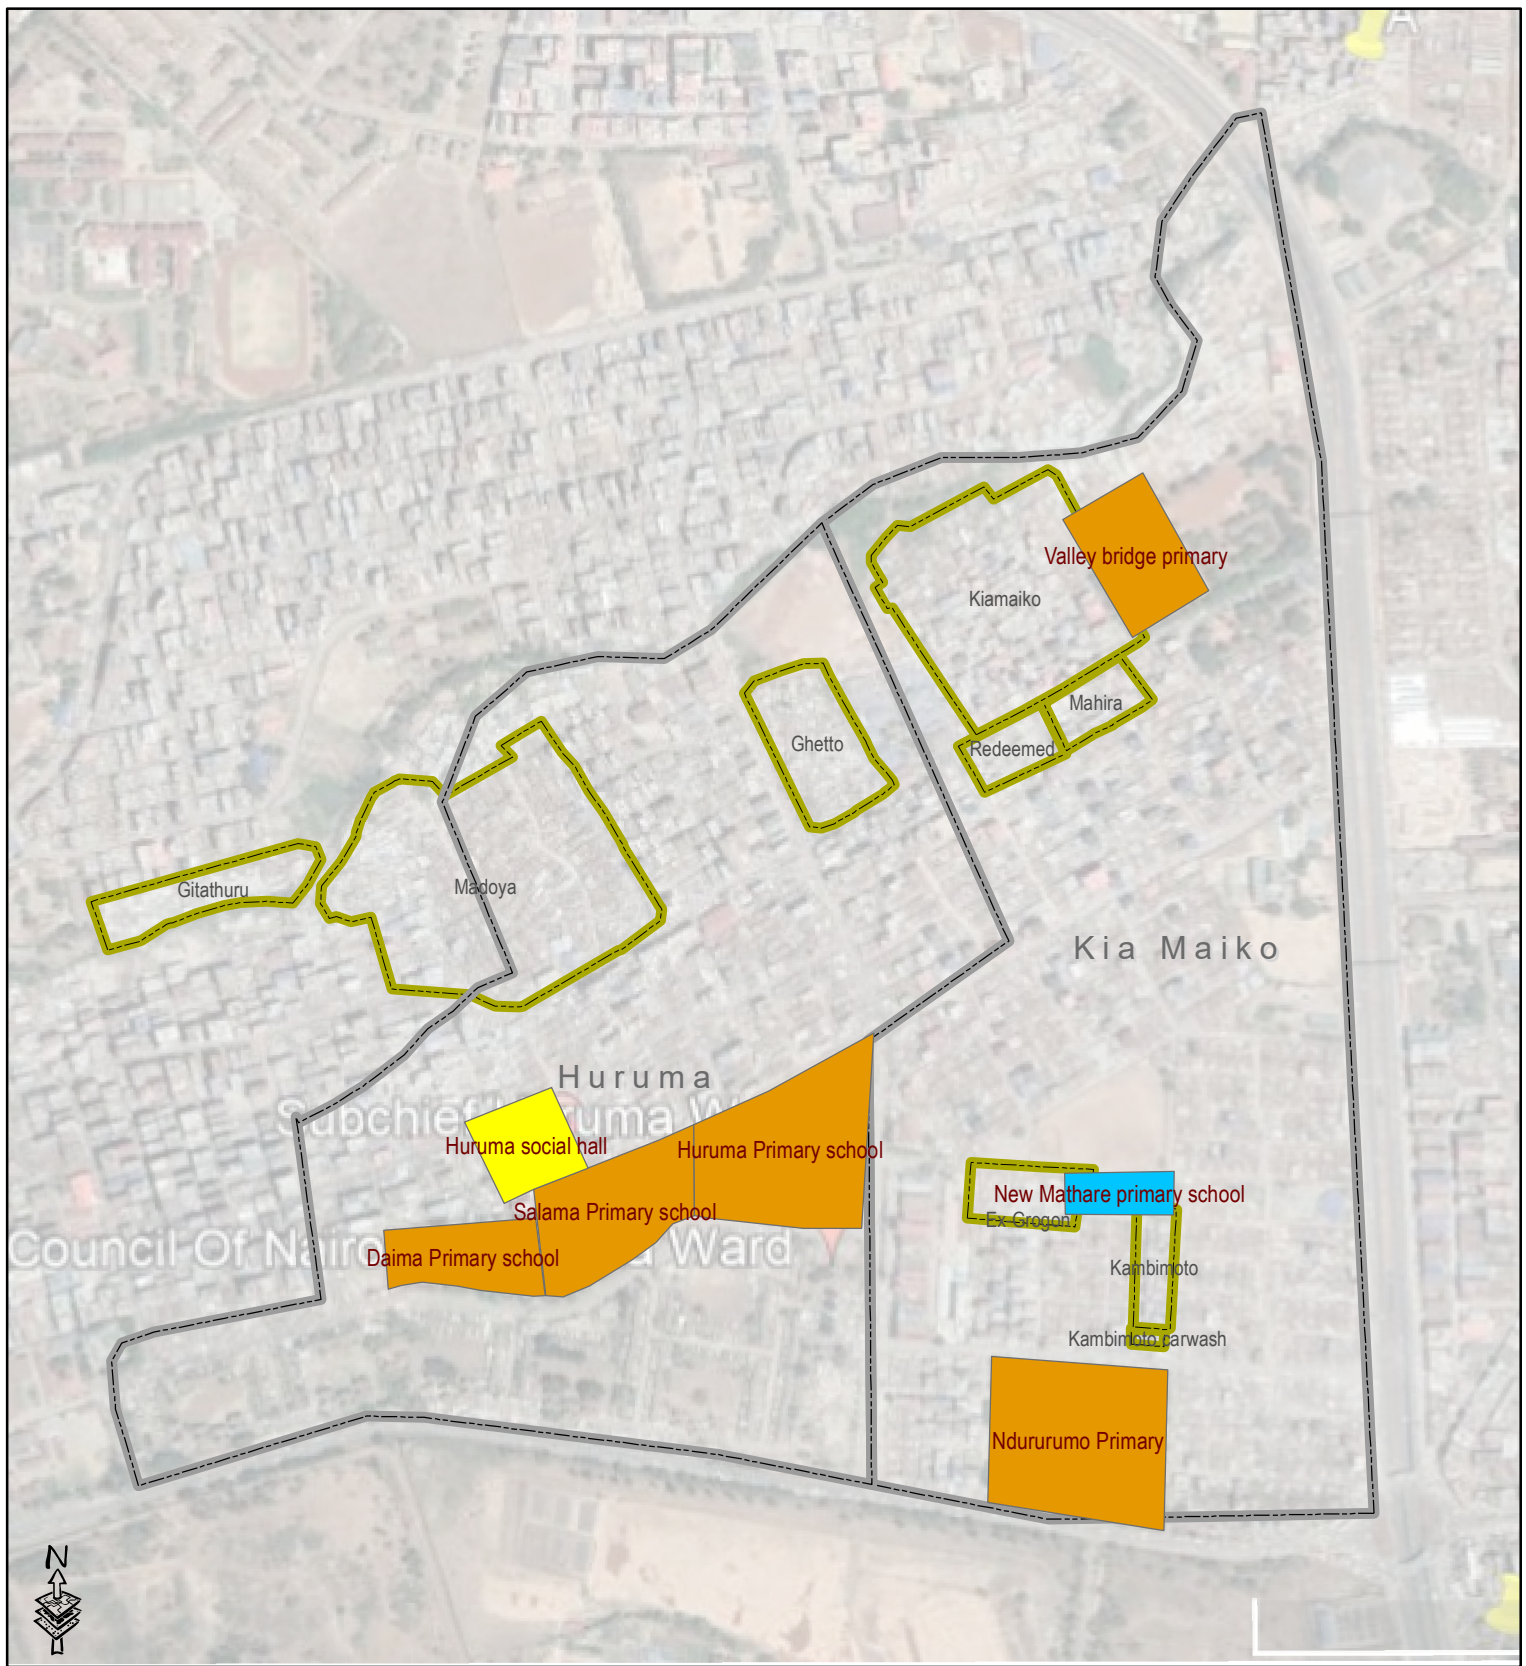 A
Valley bridge primary
Kiamaiko
Mahira
Redeemed
Ghetto
Madoya
Gitathuru
Kia Maiko
Huruma
Subchief Huruma W
Huruma social hall
Huruma Primary school
New Mathare primary school
Salama Primary school
Ex Grogon
Council Of Nairo Ward
Daima Primary school
Kambimoto
Kambimoto carwash
Ndururumo Primary
N